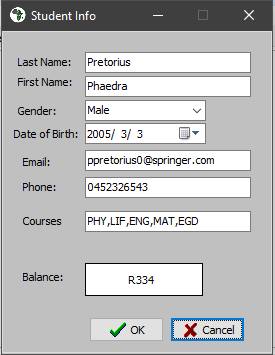 Student Info
Last Name: Pretorius
First Name: Phaedra
Gender: Male
Date of Birth: 2005/ 3/ 3
Email: ppretorius0@springer.com
Phone: 0452326543
Courses PHY,LIF,ENG,MAT,EGD
Balance: R334
OK Cancel